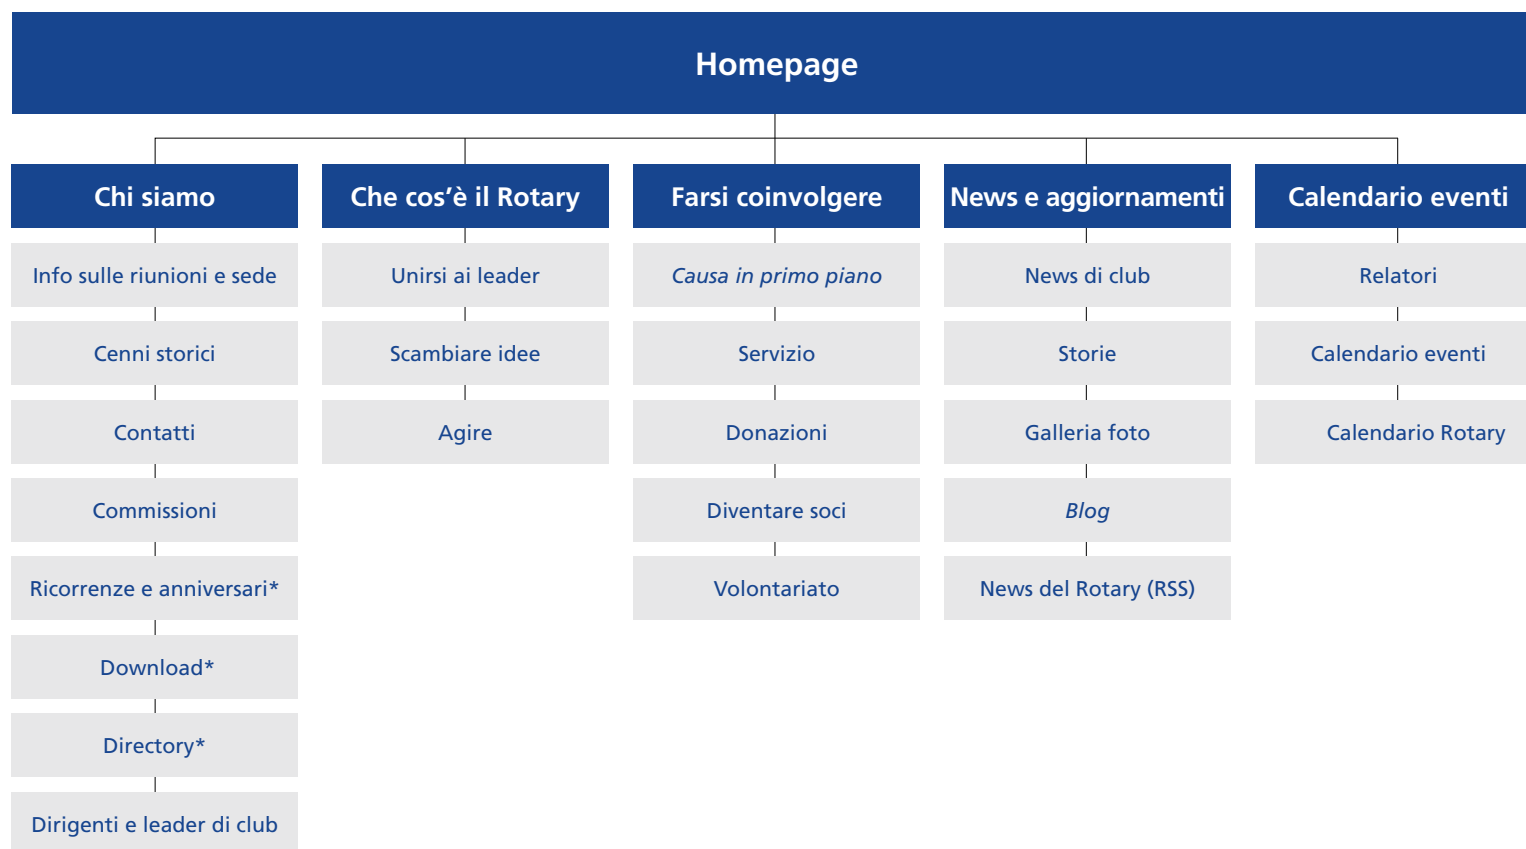 Homepage
Chi siamo
Info sulle riunioni e sede
Cenni storici
Contatti
Commissioni
Ricorrenze e anniversari*
Download*
Directory*
Dirigenti e leader di club
Che cos’è il Rotary
Unirsi ai leader
Scambiare idee
Agire
Farsi coinvolgere
Causa in primo piano
Servizio
Donazioni
Diventare soci
Volontariato
News e aggiornamenti
News di club
Storie
Galleria foto
Blog
News del Rotary (RSS)
Calendario eventi
Relatori
Calendario eventi
Calendario Rotary